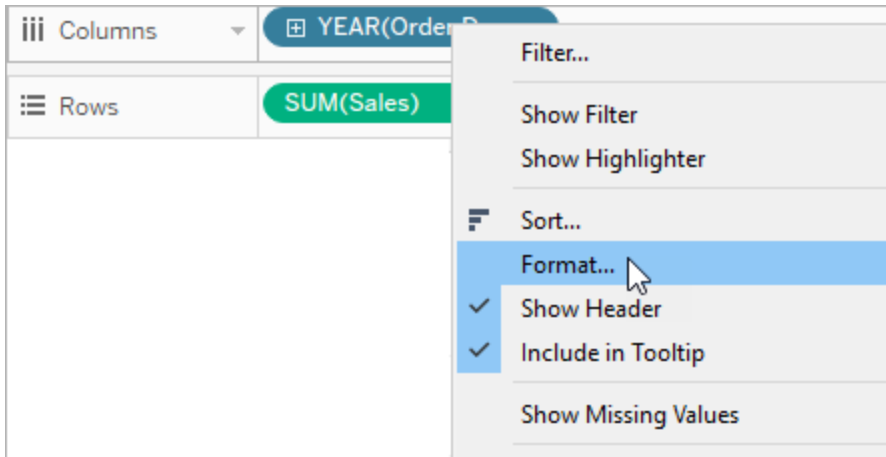 Columns
YEAR(Order D
Rows
SUM(Sales)
Filter...
Show Filter
Show Highlighter
Sort...
Format...
Show Header
Include in Tooltip
Show Missing Values